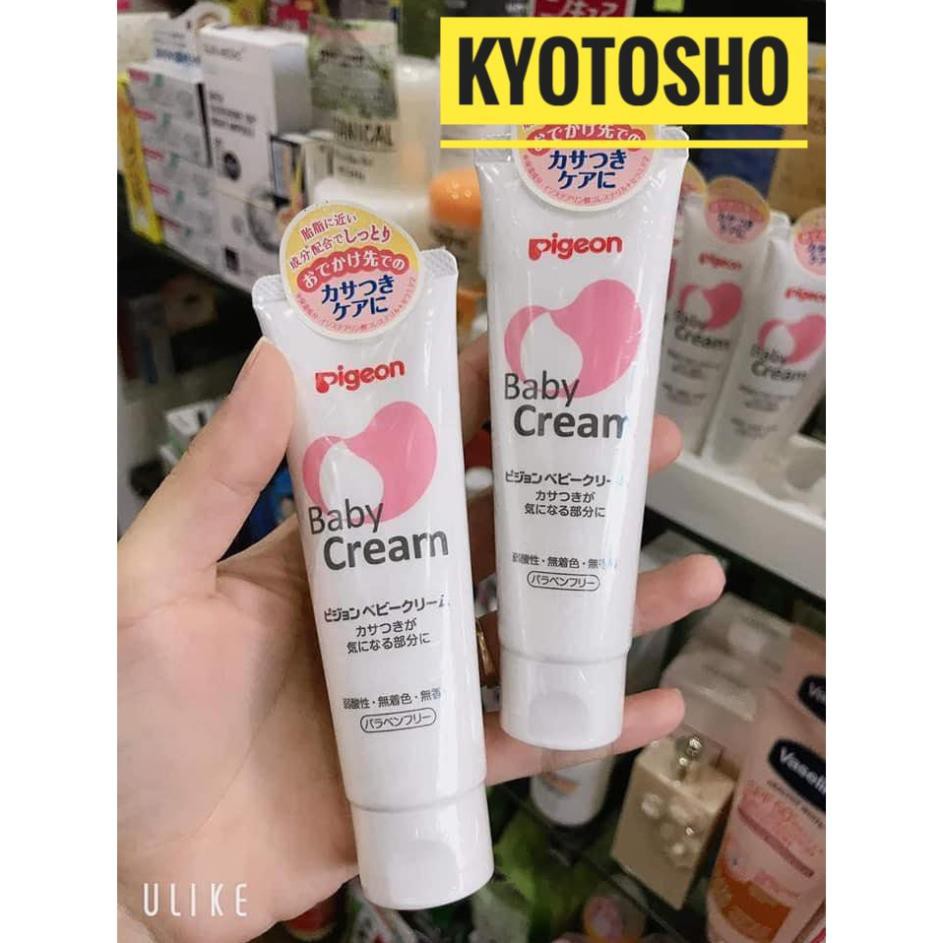 KYOTOSHO
胎脂に近い
成分配合でしっとり
おでかけ先での
カサつき
ケアに
pigeon
Baby
Cream
ピジョン ベビークリーム
カサつきが
気になる部分に
弱酸性・無着色・無香
パラベンフリー
おでかけ先での
カサつき
ケアに
pigeon
Baby
Cream
ピジョン ベビークリーム
カサつきが
気になる部分に
弱酸性・無着色・無
パラベンフリー
pigeon
Baby
Cream
pigeon
Baby
Cream
Vaselin
ULIKE